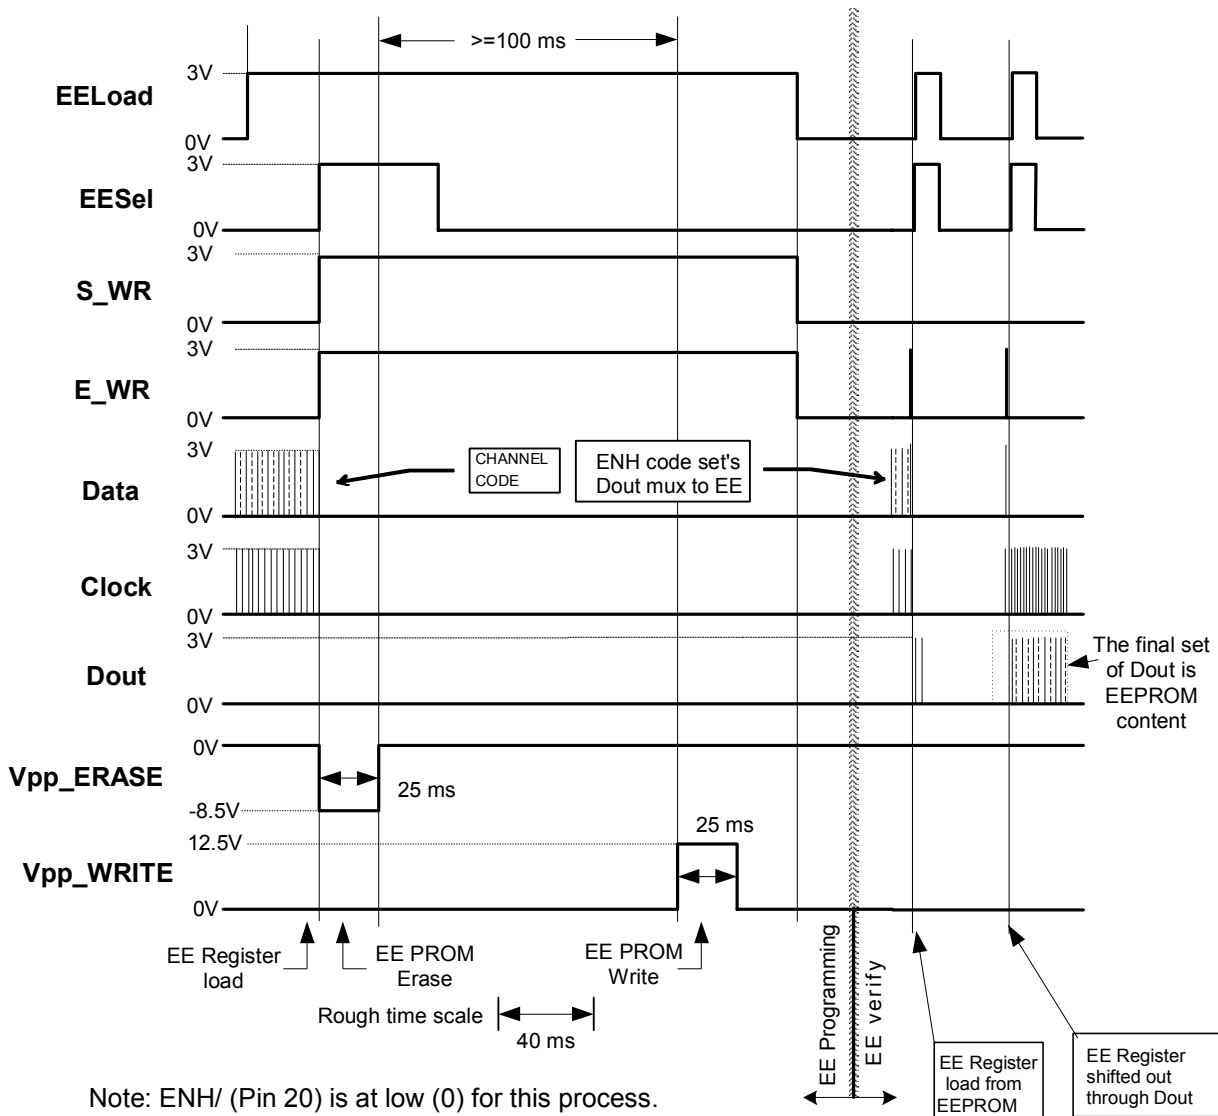 >=100 ms
3V
EELoad
0V
3V
EESel
0V
3V
S_WR
0V
3V
E_WR
0V
3V
Data
0V
CHANNEL
CODE
ENH code set's
Dout mux to EE
3V
Clock
0V
3V
Dout
0V
The final set
of Dout is
EEPROM
content
0V
Vpp_ERASE
25 ms
-8.5V
12.5V
25 ms
Vpp_WRITE
0V
EE Register
load
EE PROM
Erase
EE PROM
Write
EE Programming
EE verify
Rough time scale
40 ms
EE Register
load from
EEPROM
EE Register
shifted out
through Dout
Note: ENH/ (Pin 20) is at low (0) for this process.